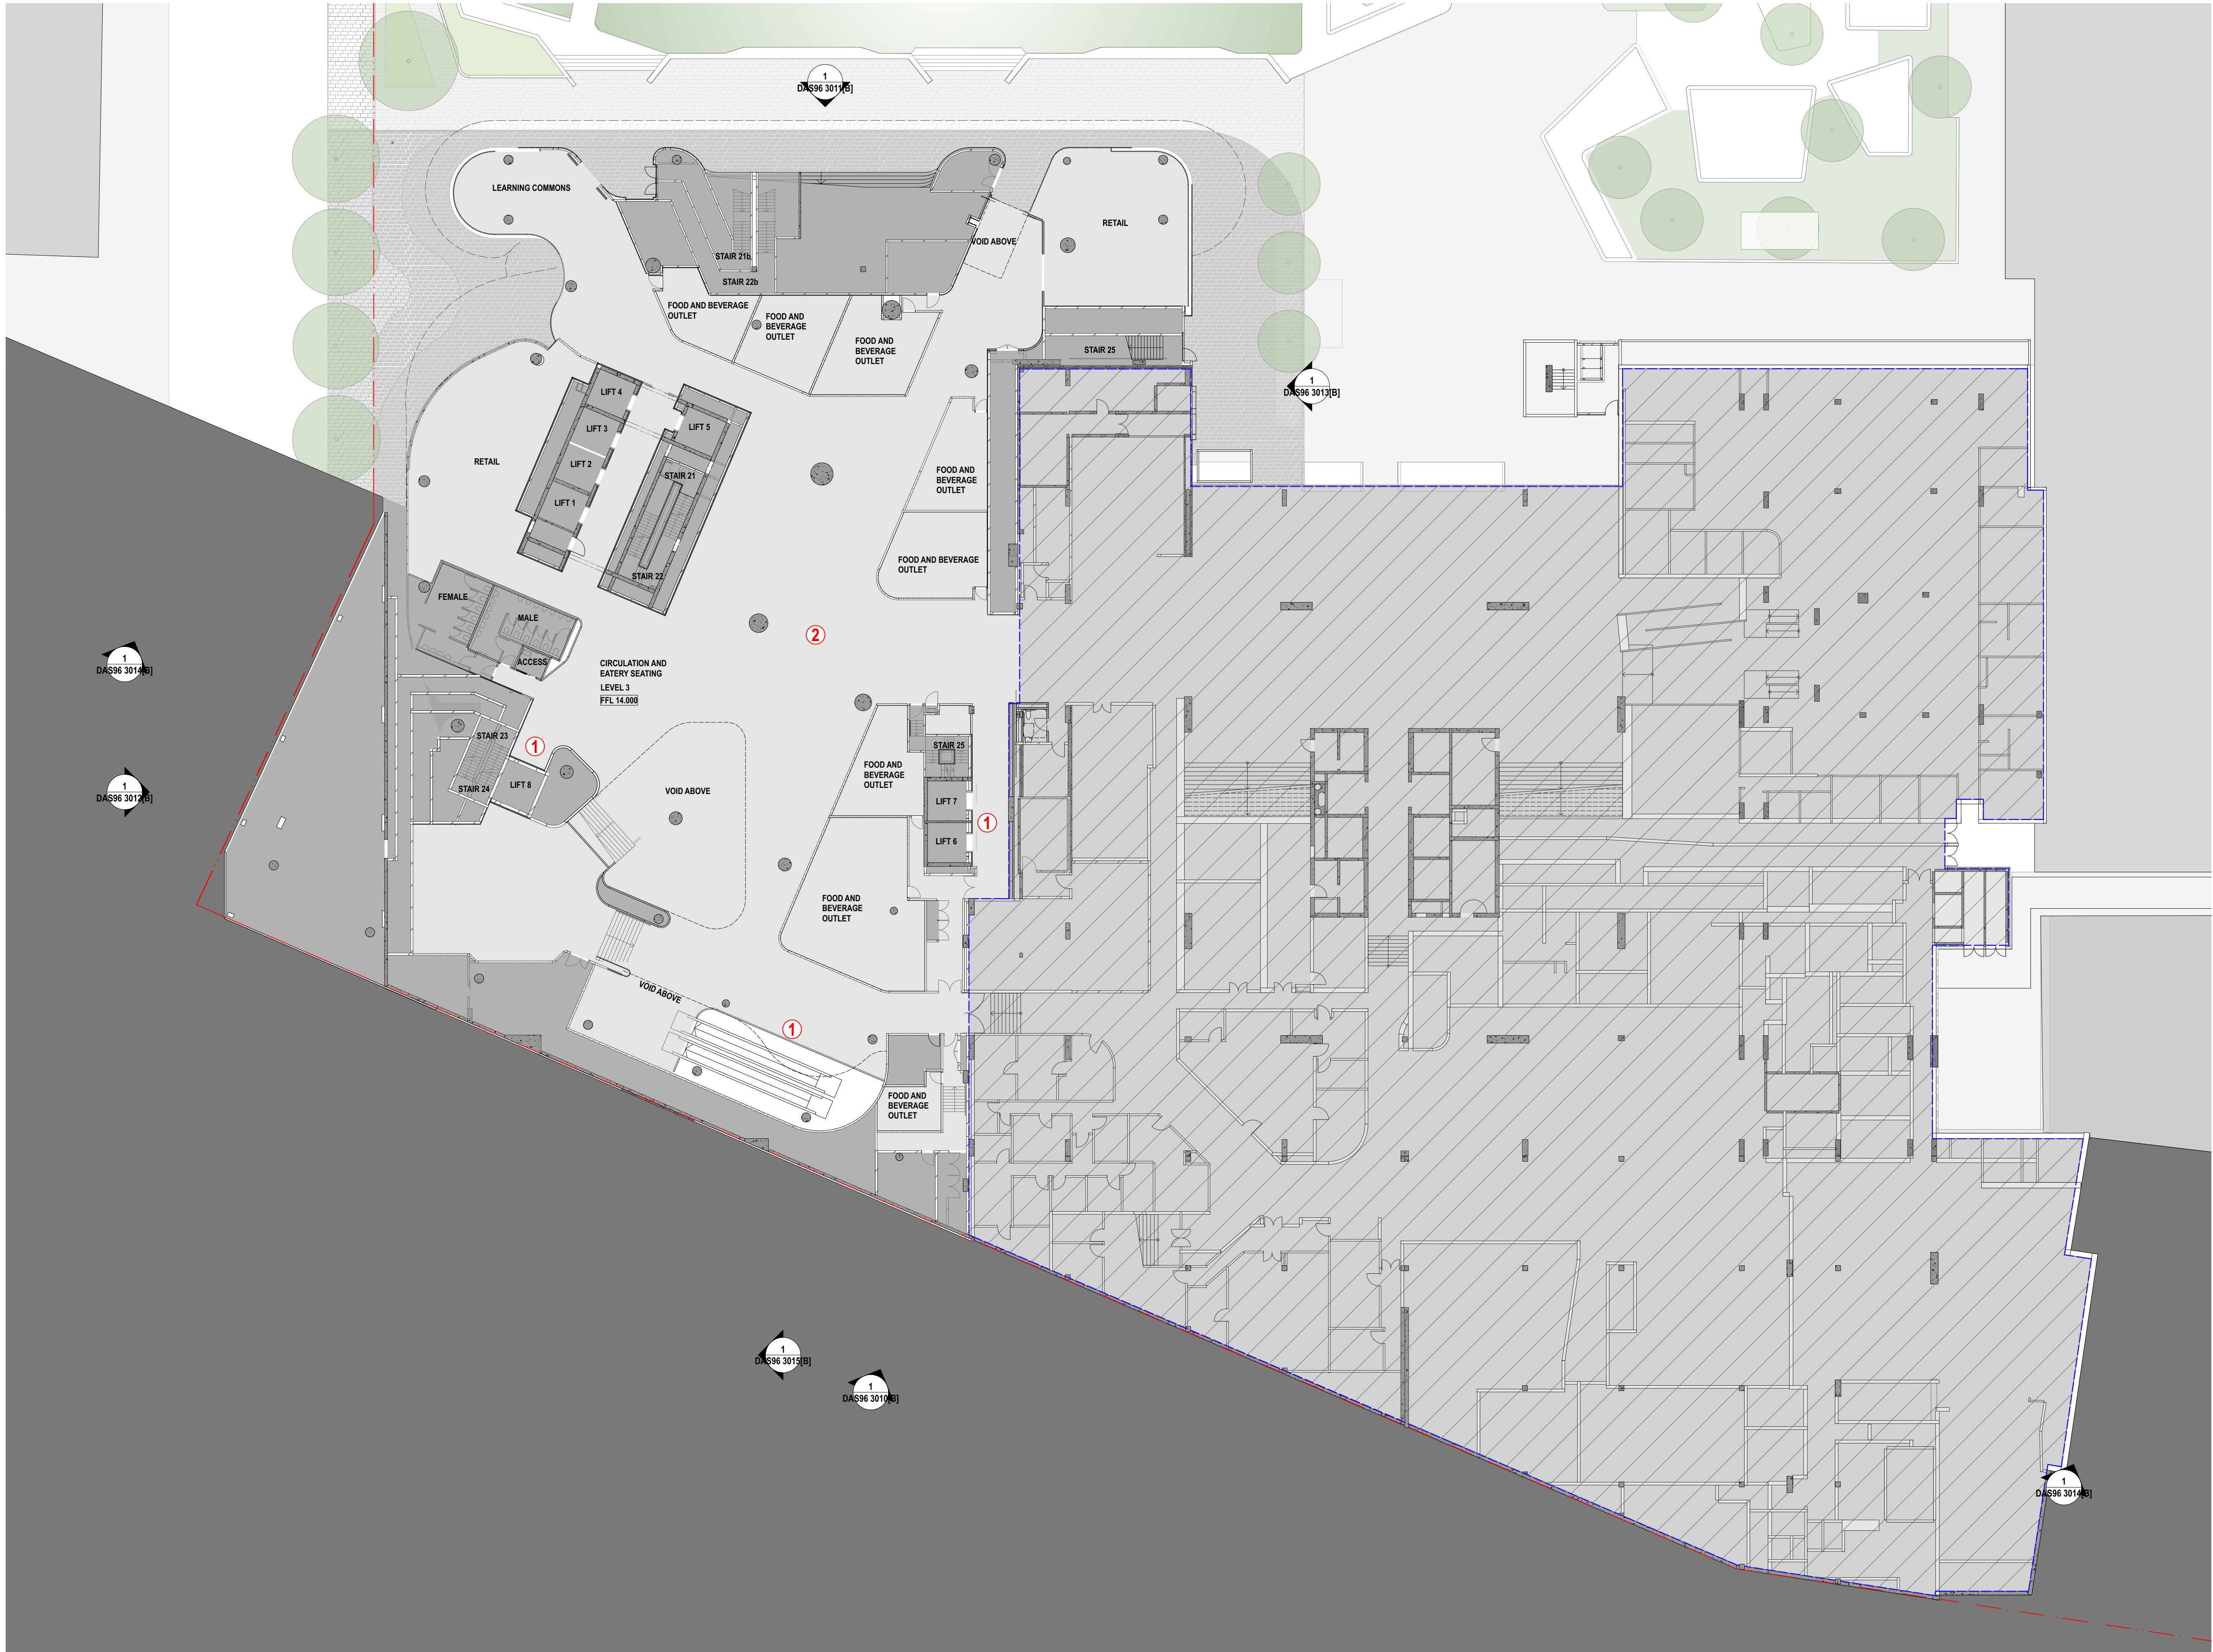 1
DAS96 3011[B]
LEARNING COMMONS
RETAIL
VOID ABOVE
STAIR 21b
STAIR 22b
FOOD AND BEVERAGE
OUTLET
FOOD AND
BEVERAGE
OUTLET
FOOD AND
BEVERAGE
OUTLET
STAIR 25
1
DAS96 3013[B]
LIFT 4
LIFT 3
LIFT 5
RETAIL
LIFT 2
STAIR 21
LIFT 1
FOOD AND
BEVERAGE
OUTLET
FOOD AND BEVERAGE
OUTLET
STAIR 22
FEMALE
MALE
ACCESS
2
CIRCULATION AND
EATERY SEATING
LEVEL 3
FFL 14.000
1
DAS96 3014[B]
STAIR 23
1
STAIR 25
FOOD AND
BEVERAGE
OUTLET
1
DAS96 3012[B]
STAIR 24
LIFT 8
VOID ABOVE
LIFT 7
1
LIFT 6
FOOD AND
BEVERAGE
OUTLET
VOID ABOVE
1
FOOD AND
BEVERAGE
OUTLET
1
DAS96 3015[B]
1
DAS96 3010[B]
1
DAS96 3014[B]